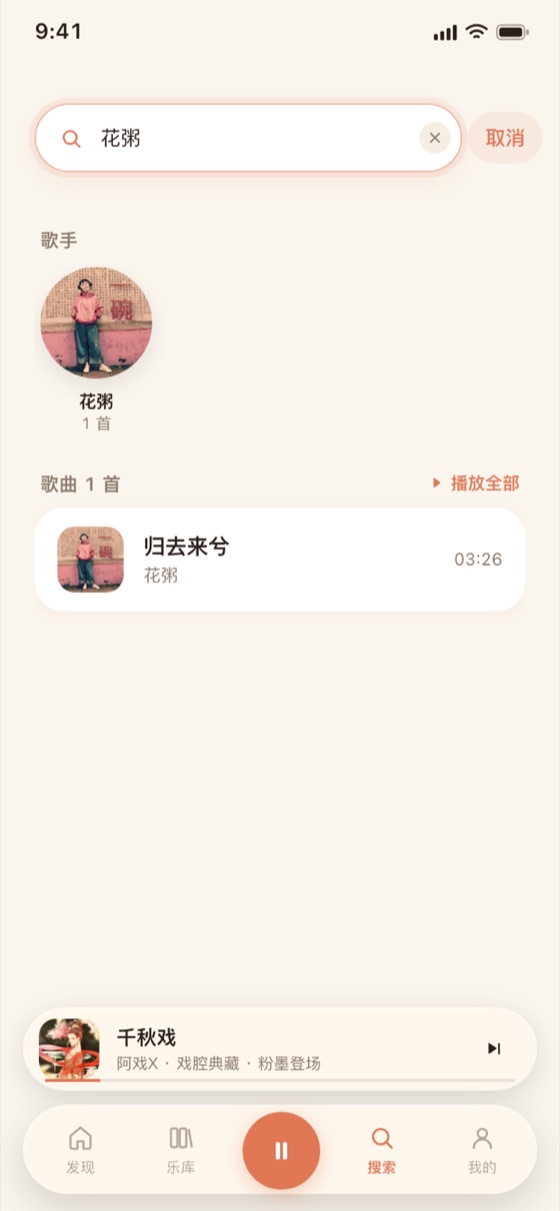 9:41
花粥
取消
歌手
一碗
花粥
1 首
歌曲 1 首
播放全部
归去来兮
花粥
03:26
千秋戏
阿戏X · 戏腔典藏 · 粉墨登场
发现
乐库
搜索
我的